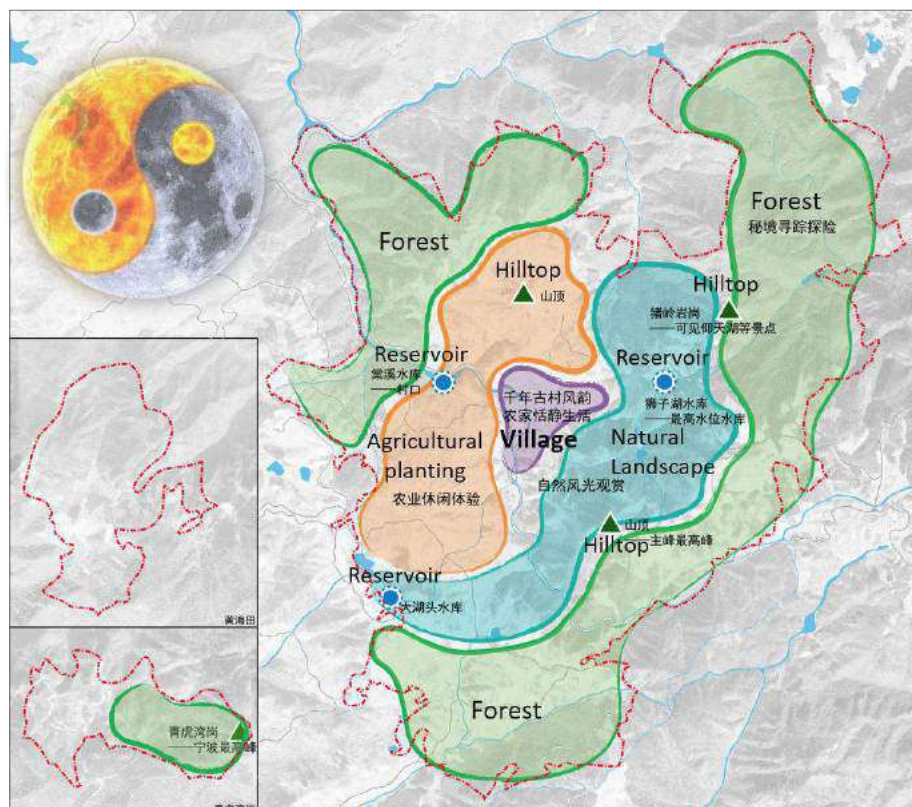 Forest
秘境寻踪探险
Forest
Hilltop
山顶
Hilltop
猪岭岩岗
——可见仰天湖等景点
Reservoir
棠溪水库
——村口
Reservoir
狮子湖水库
——最高水位水库
千年古村风韵
农家恬静生活
Village
Agricultural
planting
农业休闲体验
Natural
Landscape
自然风光观赏
山顶
——主峰最高峰
Hilltop
Reservoir
大湖头水库
Forest
黄海田
青虎湾岗
——宁波最高峰